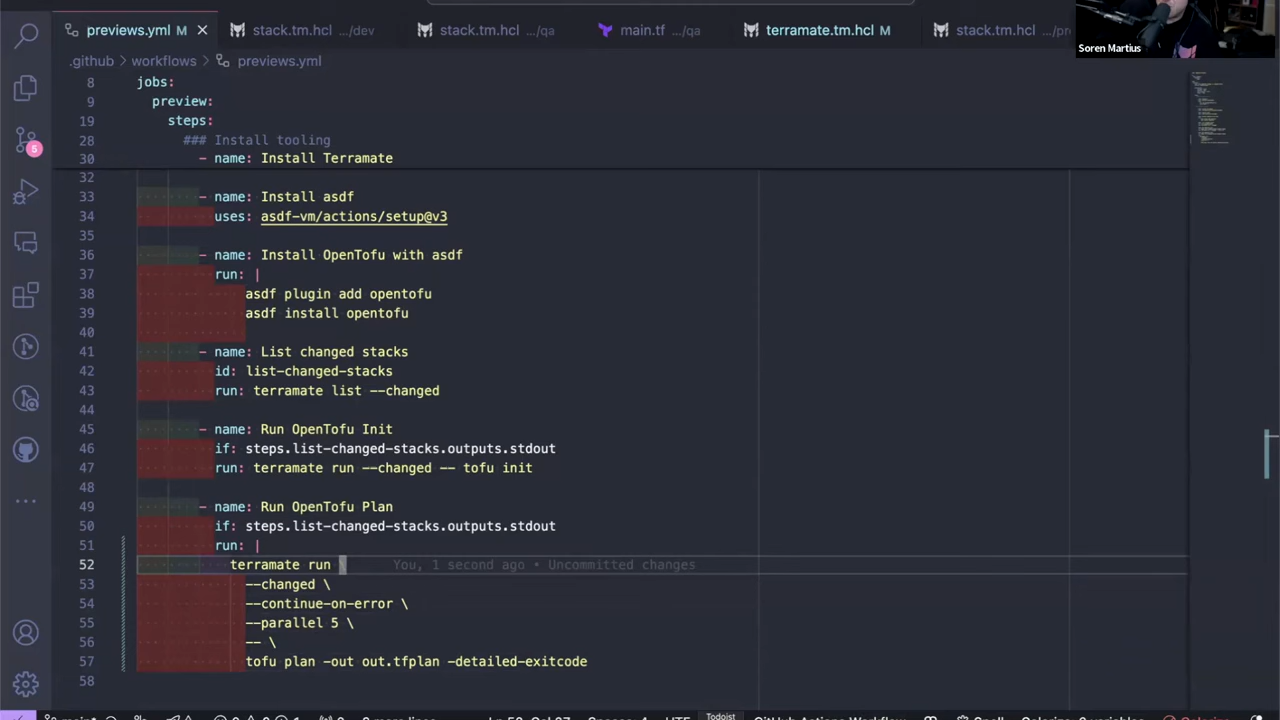 previews.yml M
stack.tm.hcl .../dev
stack.tm.hcl .../qa
main.tf .../qa
terramate.tm.hcl M
stack.tm.hcl
Soren Martius
.github > workflows > previews.yml
8 jobs:
9 preview:
19 steps:
28 ### Install tooling
30 - name: Install Terramate
32
33 - name: Install asdf
34 uses: asdf-vm/actions/setup@v3
35
36 - name: Install OpenTofu with asdf
37 run: |
38 asdf plugin add opentofu
39 asdf install opentofu
40
41 - name: List changed stacks
42 id: list-changed-stacks
43 run: terramate list --changed
44
45 - name: Run OpenTofu Init
46 if: steps.list-changed-stacks.outputs.stdout
47 run: terramate run --changed -- tofu init
48
49 - name: Run OpenTofu Plan
50 if: steps.list-changed-stacks.outputs.stdout
51 run: |
52 terramate run \ You, 1 second ago • Uncommitted changes
53 --changed \
54 --continue-on-error \
55 --parallel 5 \
56 -- \
57 tofu plan -out out.tfplan -detailed-exitcode
58
5
Todoist